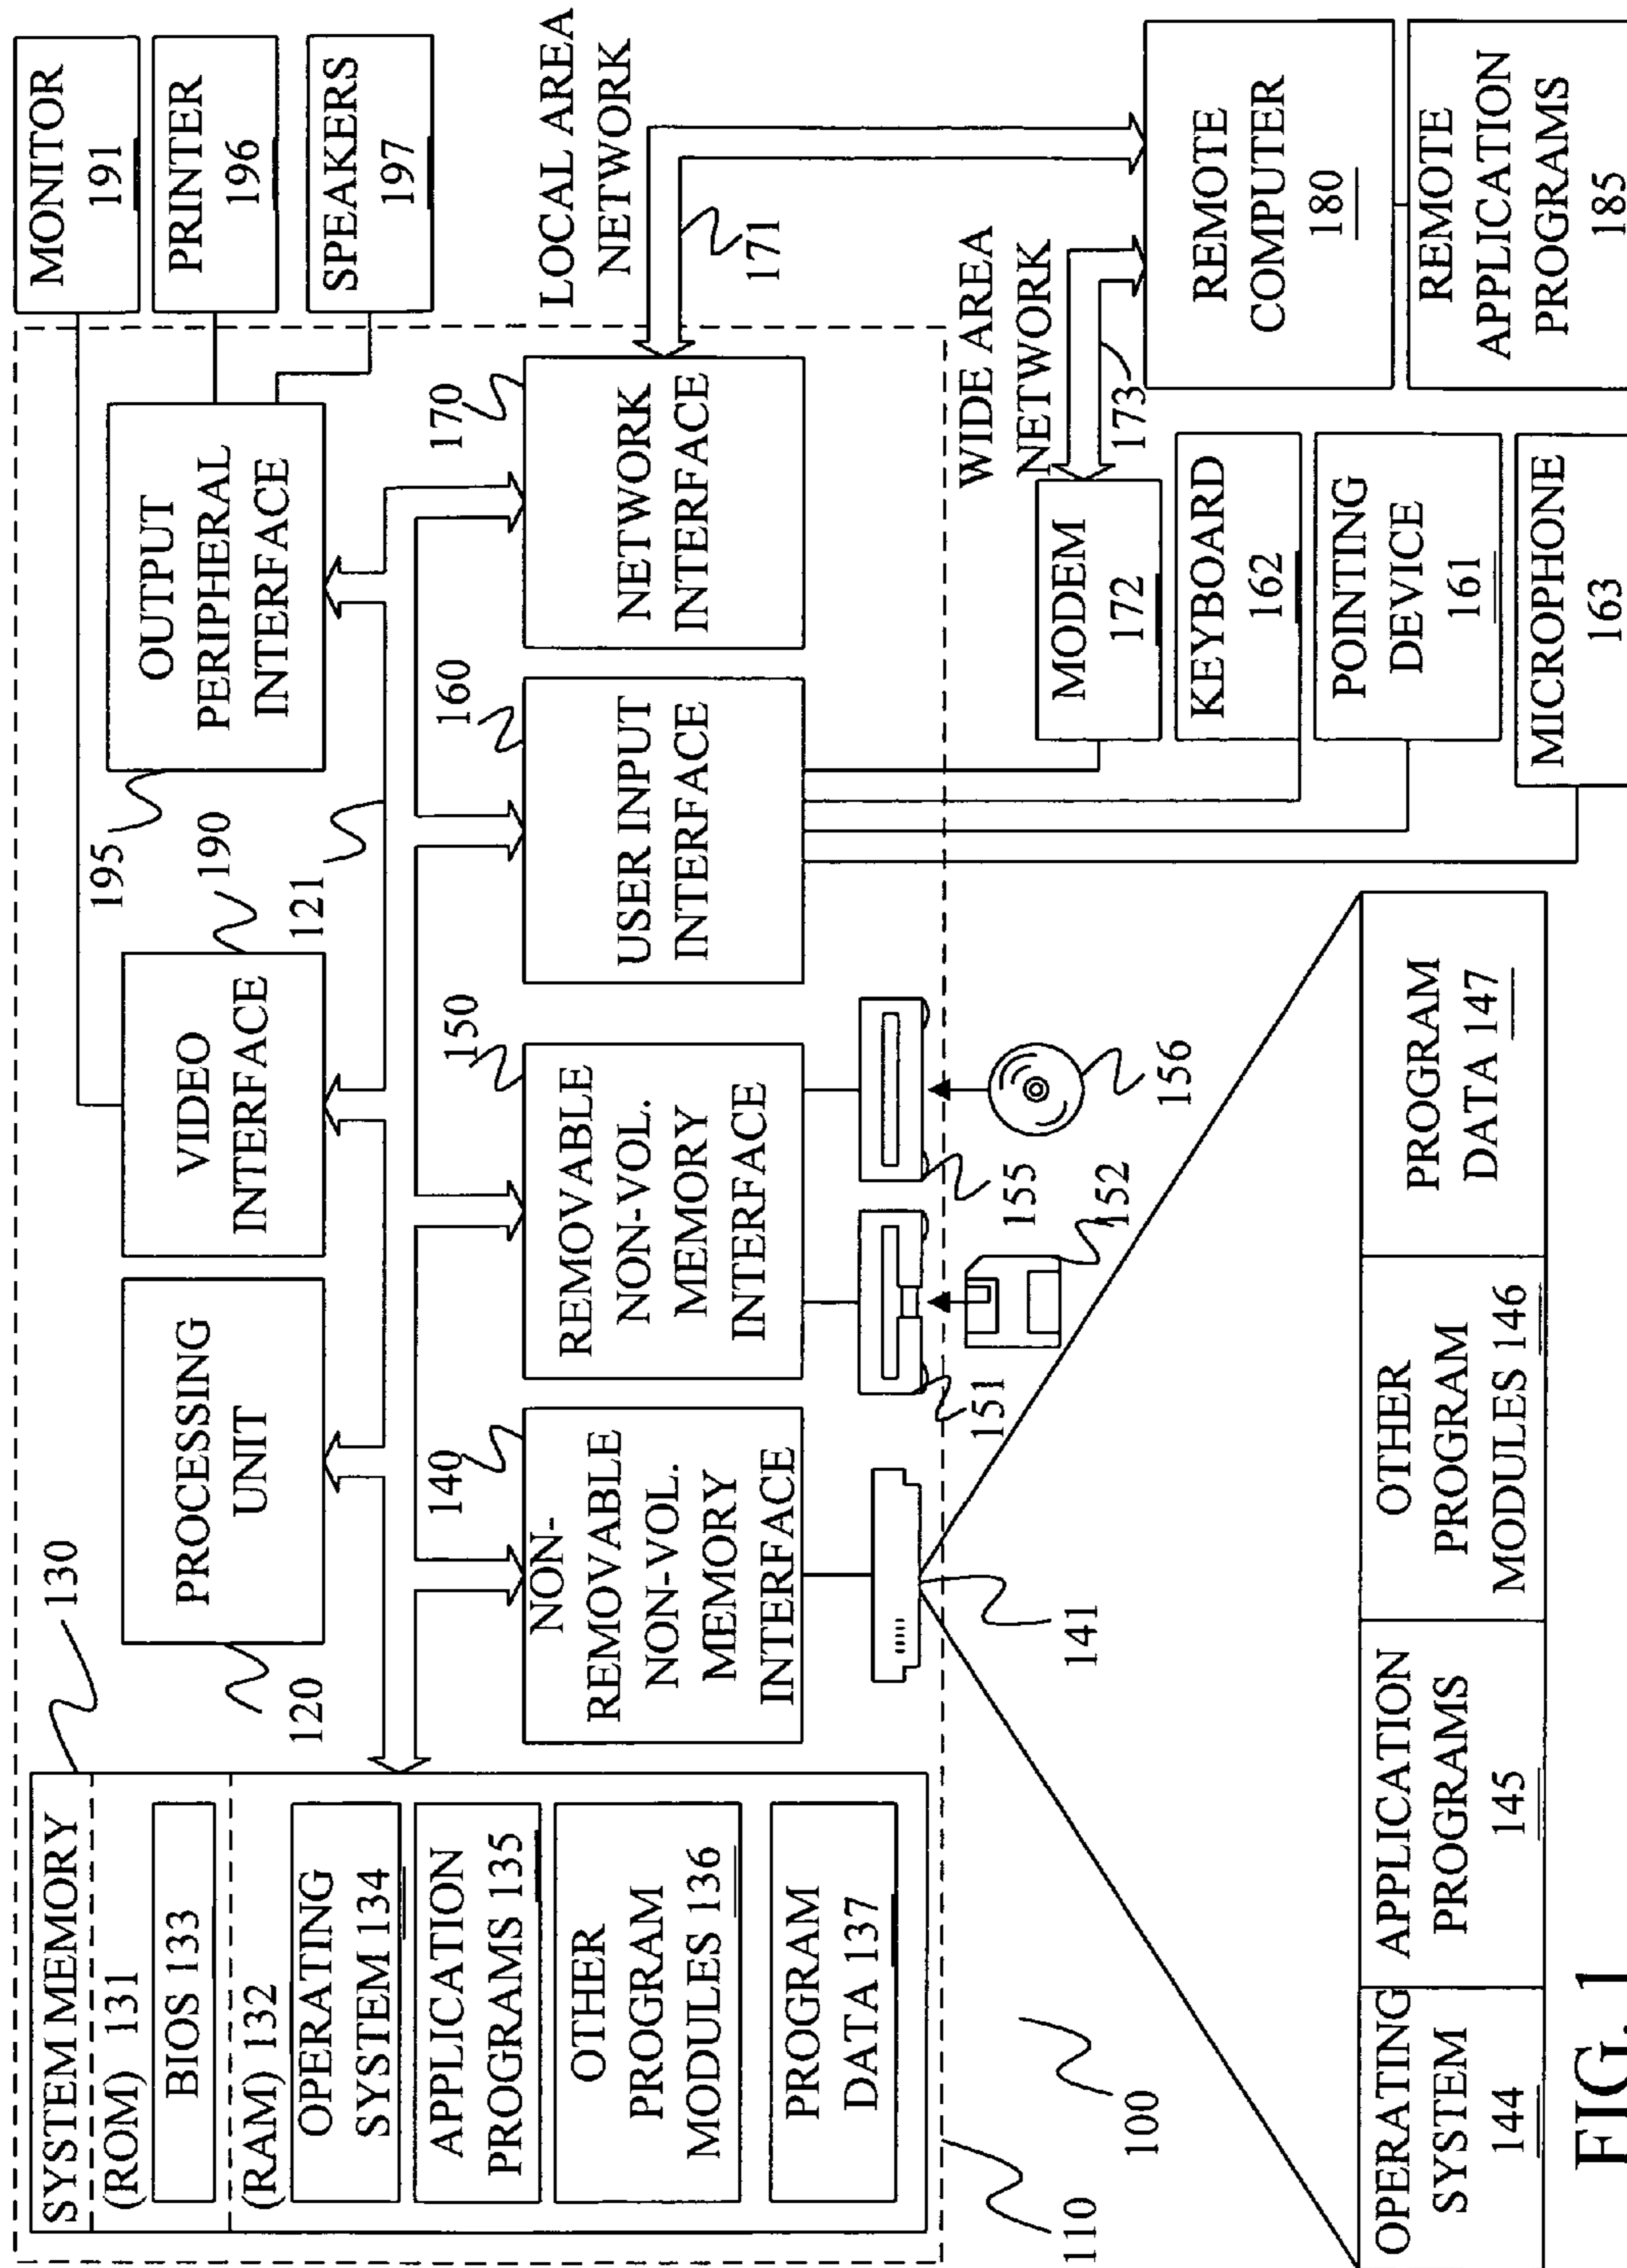 SYSTEM MEMORY
(ROM) 131
BIOS 133
(RAM) 132
OPERATING
SYSTEM 134
APPLICATION
PROGRAMS 135
OTHER
PROGRAM
MODULES 136
PROGRAM
DATA 137
130
120
PROCESSING
UNIT
VIDEO
INTERFACE
190
121
195
OUTPUT
PERIPHERAL
INTERFACE
MONITOR
191
PRINTER
196
SPEAKERS
197
140
NON-
REMOVABLE
NON-VOL.
MEMORY
INTERFACE
150
REMOVABLE
NON-VOL.
MEMORY
INTERFACE
160
USER INPUT
INTERFACE
170
NETWORK
INTERFACE
LOCAL AREA
NETWORK
171
141
151
152
155
156
WIDE AREA
NETWORK
173
MODEM
172
KEYBOARD
162
POINTING
DEVICE
161
MICROPHONE
163
REMOTE
COMPUTER
180
REMOTE
APPLICATION
PROGRAMS
185
110
100
OPERATING
SYSTEM
144
APPLICATION
PROGRAMS
145
OTHER
PROGRAM
MODULES 146
PROGRAM
DATA 147
FIG. 1